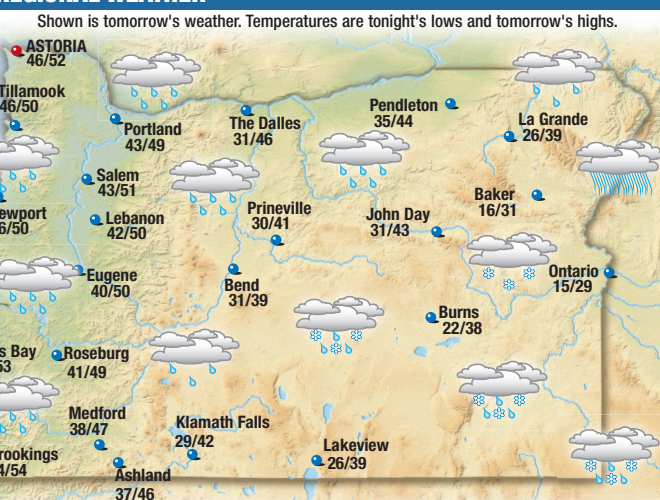 REGIONAL WEATHER
Shown is tomorrow's weather. Temperatures are tonight's lows and tomorrow's highs.
ASTORIA
46/52
Tillamook
46/50
Portland
43/49
The Dalles
31/46
Pendleton
35/44
La Grande
26/39
Salem
43/51
Baker
16/31
Lebanon
42/50
Prineville
30/41
John Day
31/43
Eugene
40/50
Bend
31/39
Ontario
15/29
Burns
22/38
Roseburg
41/49
Medford
38/47
Klamath Falls
29/42
Lakeview
26/39
Ashland
37/46